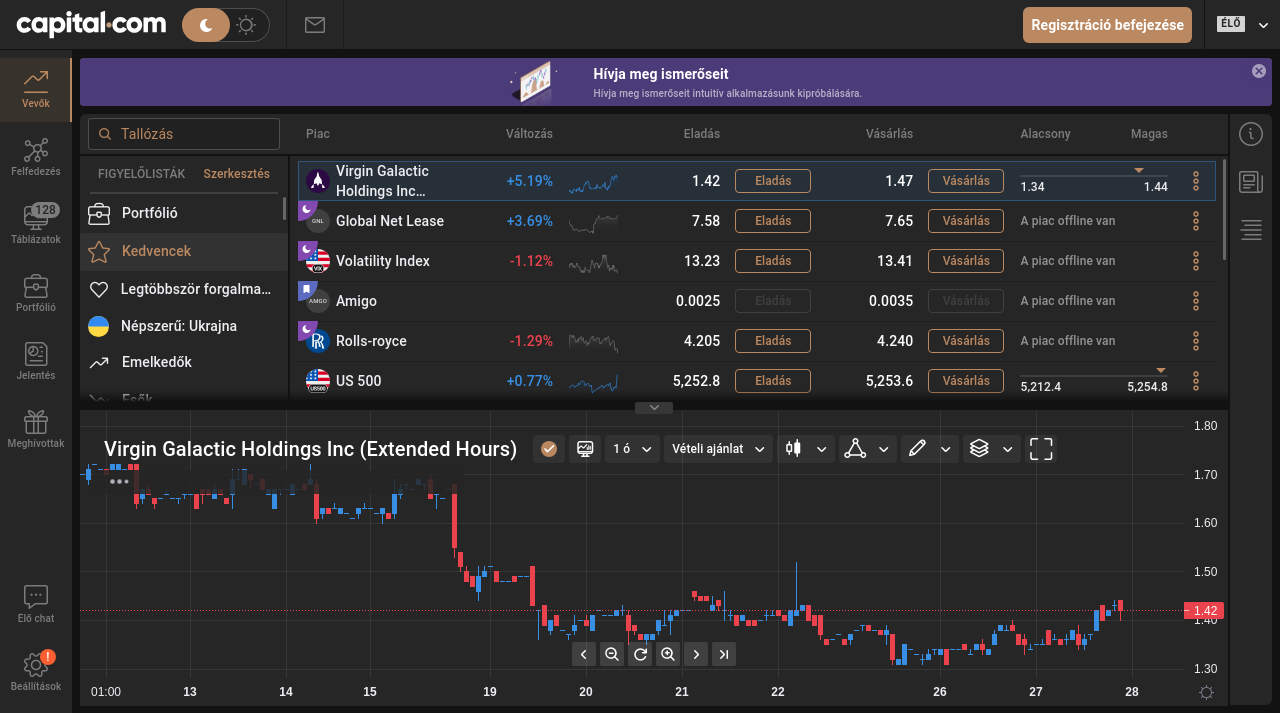 capital.com
Regisztráció befejezése
ÉLŐ
Hívja meg ismerőseit
Hívja meg ismerőseit intuitív alkalmazásunk kipróbálására.
Vevők
Felfedezés
128
Táblázatok
Portfólió
Jelentés
Meghívottak
Elő chat
!
Beállítások
Tallózás
Piac Változás Eladás Vásárlás Alacsony Magas
FIGYELŐLISTÁK Szerkesztés
Portfólió
Kedvencek
Legtöbbször forgalma...
Népszerű: Ukrajna
Emelkedők
Esők
Virgin Galactic
Holdings Inc... +5.19% 1.42 Eladás 1.47 Vásárlás 1.34 1.44
GNL Global Net Lease +3.69% 7.58 Eladás 7.65 Vásárlás A piac offline van
VIX Volatility Index -1.12% 13.23 Eladás 13.41 Vásárlás A piac offline van
AMGO Amigo 0.0025 Eladás 0.0035 Vásárlás A piac offline van
Rolls-royce -1.29% 4.205 Eladás 4.240 Vásárlás A piac offline van
US500 US 500 +0.77% 5,252.8 Eladás 5,253.6 Vásárlás 5,212.4 5,254.8
Virgin Galactic Holdings Inc (Extended Hours) 1 ó Vételi ajánlat
1.80
1.70
1.60
1.50
1.42
1.40
1.30
01:00 13 14 15 19 20 21 22 26 27 28